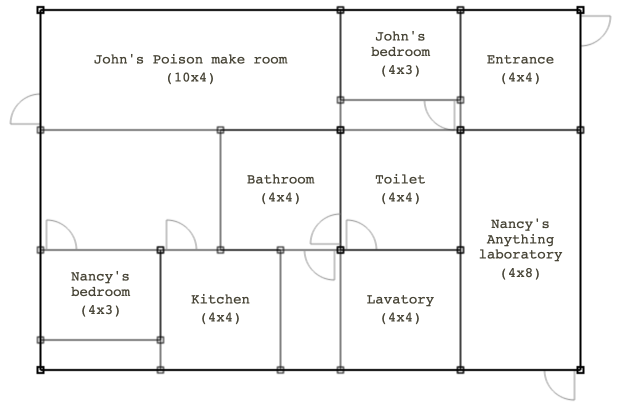 John's Poison make room
(10x4)
John's
bedroom
(4x3)
Entrance
(4x4)
Bathroom
(4x4)
Toilet
(4x4)
Nancy's
Anything
laboratory
(4x8)
Nancy's
bedroom
(4x3)
Kitchen
(4x4)
Lavatory
(4x4)